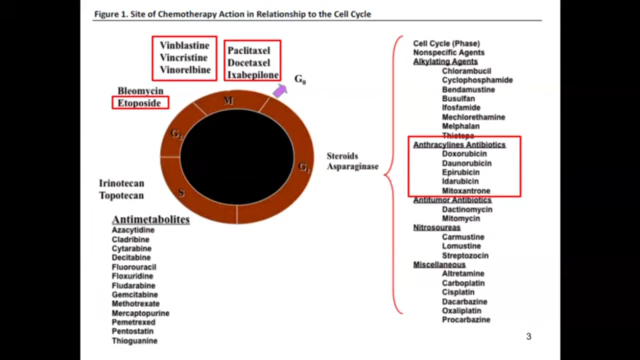 Figure 1. Site of Chemotherapy Action in Relationship to the Cell Cycle
Vinblastine
Vincristine
Vinorelbine
Paclitaxel
Docetaxel
Ixabepilone
G0
Bleomycin
Etoposide
M
G2
G1
S
Steroids
Asparaginase
Irinotecan
Topotecan
Antimetabolites
Azacytidine
Cladribine
Cytarabine
Decitabine
Fluorouracil
Floxuridine
Fludarabine
Gemcitabine
Methotrexate
Mercaptopurine
Pemetrexed
Pentostatin
Thioguanine
Cell Cycle (Phase)
Nonspecific Agents
Alkylating Agents
Chlorambucil
Cyclophosphamide
Bendamustine
Busulfan
Ifosfamide
Mechlorethamine
Melphalan
Thiotepa
Anthracylines Antibiotics
Doxorubicin
Daunorubicin
Epirubicin
Idarubicin
Mitoxantrone
Antitumor Antibiotics
Dactinomycin
Mitomycin
Nitrosoureas
Carmustine
Lomustine
Streptozocin
Miscellaneous
Altretamine
Carboplatin
Cisplatin
Dacarbazine
Oxaliplatin
Procarbazine
3